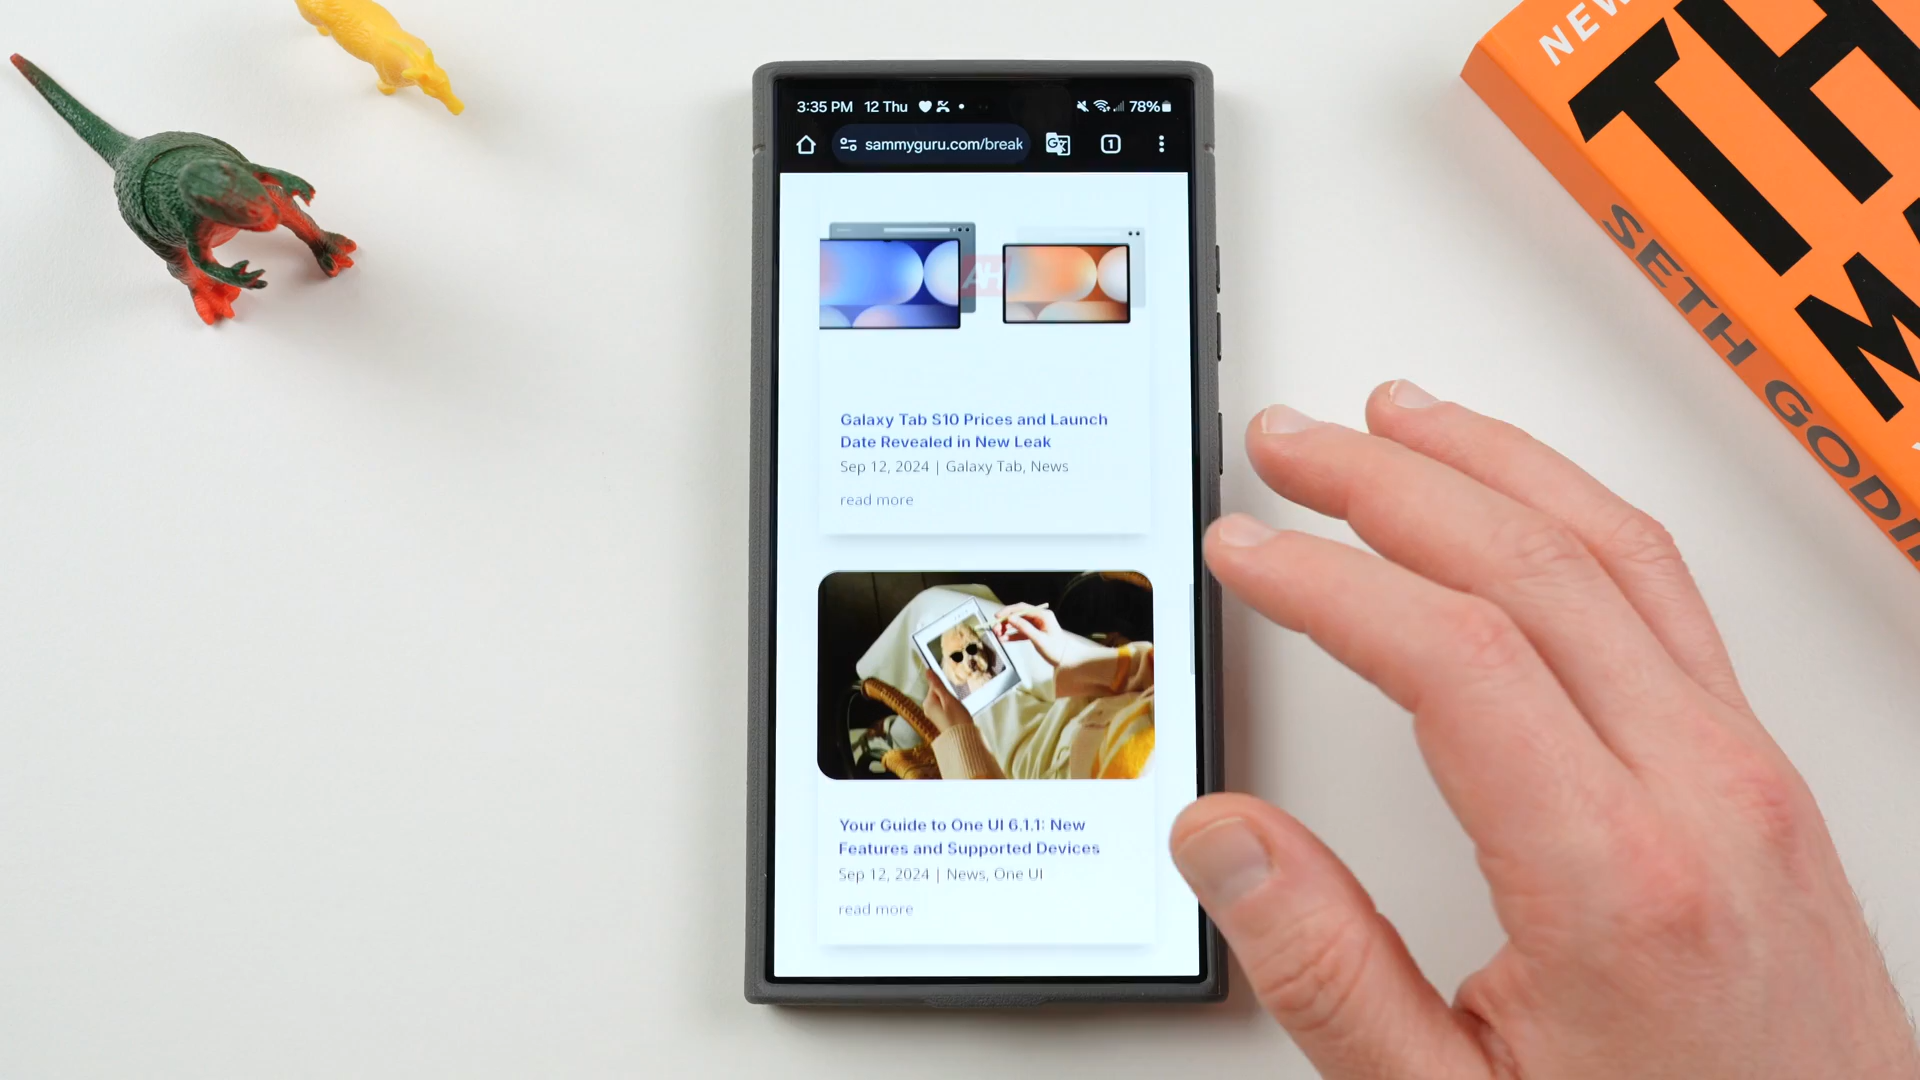 3:35 PM 12 Thu 78%
sammyguru.com/break
1
AH
Galaxy Tab S10 Prices and Launch
Date Revealed in New Leak
Sep 12, 2024 | Galaxy Tab, News
read more
Your Guide to One UI 6.1.1: New
Features and Supported Devices
Sep 12, 2024 | News, One UI
read more
NEW
TH
SETH GODI